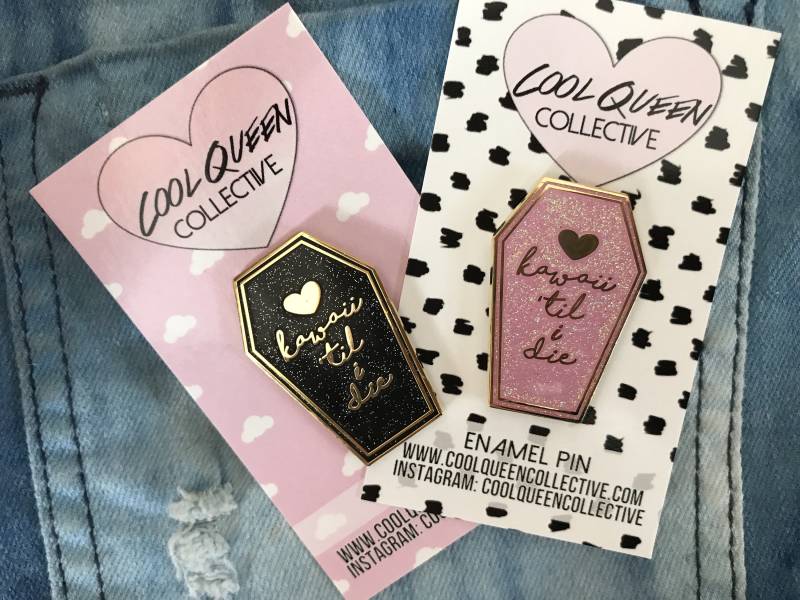 COOL QUEEN
COLLECTIVE
kawaii
'til
i
die
WWW.COOLQU
INSTAGRAM: CO
COOL QUEEN
COLLECTIVE
kawaii
'til
i
die
ENAMEL PIN
WWW.COOLQUEENCOLLECTIVE.COM
INSTAGRAM: COOLQUEENCOLLECTIVE